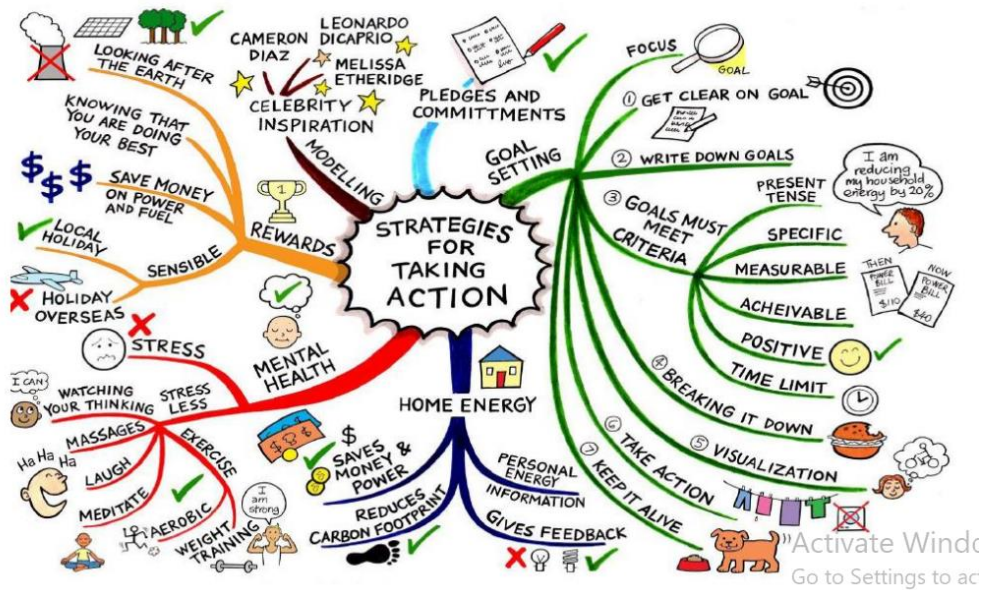 STRATEGIES
FOR
TAKING
ACTION
GOAL
SETTING
FOCUS
GOAL
① GET CLEAR ON GOAL
② WRITE DOWN GOALS
③ GOALS MUST
MEET
CRITERIA
PRESENT
TENSE
I am
reducing
my household
energy by 20%
SPECIFIC
MEASURABLE
THEN
POWER
BILL
$110
NOW
POWER
BILL
$40
ACHEIVABLE
POSITIVE
TIME LIMIT
④ BREAKING IT DOWN
⑤ VISUALIZATION
⑥ TAKE ACTION
⑦ KEEP IT ALIVE
HOME ENERGY
PERSONAL
ENERGY
INFORMATION
GIVES FEEDBACK
$
SAVES
MONEY &
POWER
REDUCES
CARBON FOOTPRINT
MENTAL
HEALTH
STRESS
STRESS
LESS
I CAN
WATCHING
YOUR THINKING
MASSAGES
Ha Ha Ha
LAUGH
MEDITATE
EXERCISE
AEROBIC
WEIGHT
TRAINING
I
am
strong
REWARDS
1
LOOKING AFTER
THE EARTH
KNOWING THAT
YOU ARE DOING
YOUR BEST
$ $ $
SAVE MONEY
ON POWER
AND FUEL
SENSIBLE
LOCAL
HOLIDAY
HOLIDAY
OVERSEAS
MODELLING
CELEBRITY
INSPIRATION
CAMERON
DIAZ
LEONARDO
DICAPRIO
MELISSA
ETHERIDGE
PLEDGES AND
COMMITTMENTS
Activate Windo
Go to Settings to ac